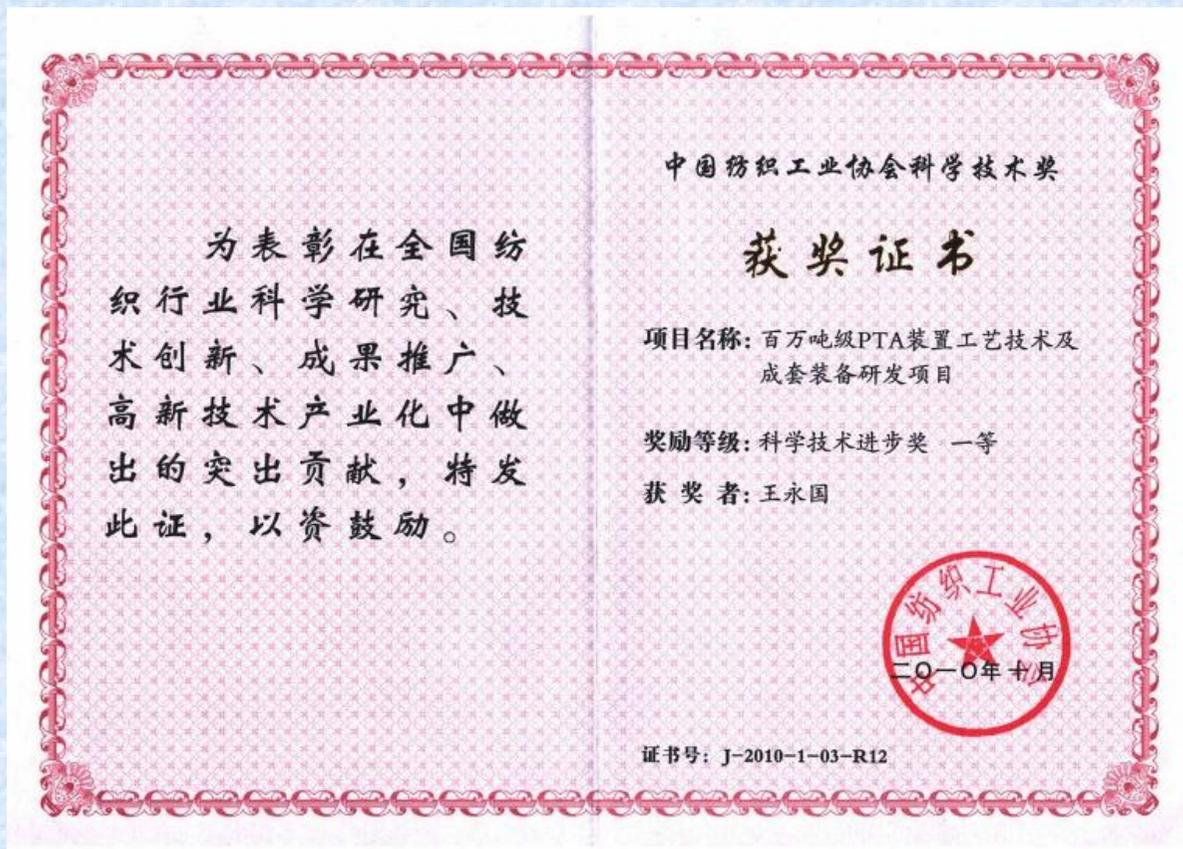 为表彰在全国纺
织行业科学研究、技
术创新、成果推广、
高新技术产业化中做
出的突出贡献，特发
此证，以资鼓励。
中国纺织工业协会科学技术奖
获奖证书
项目名称：百万吨级PTA装置工艺技术及
成套装备研发项目
奖励等级：科学技术进步奖 一等
获奖者：王永国
中国纺织工业协会
二〇一〇年十月
证书号：J-2010-1-03-R12